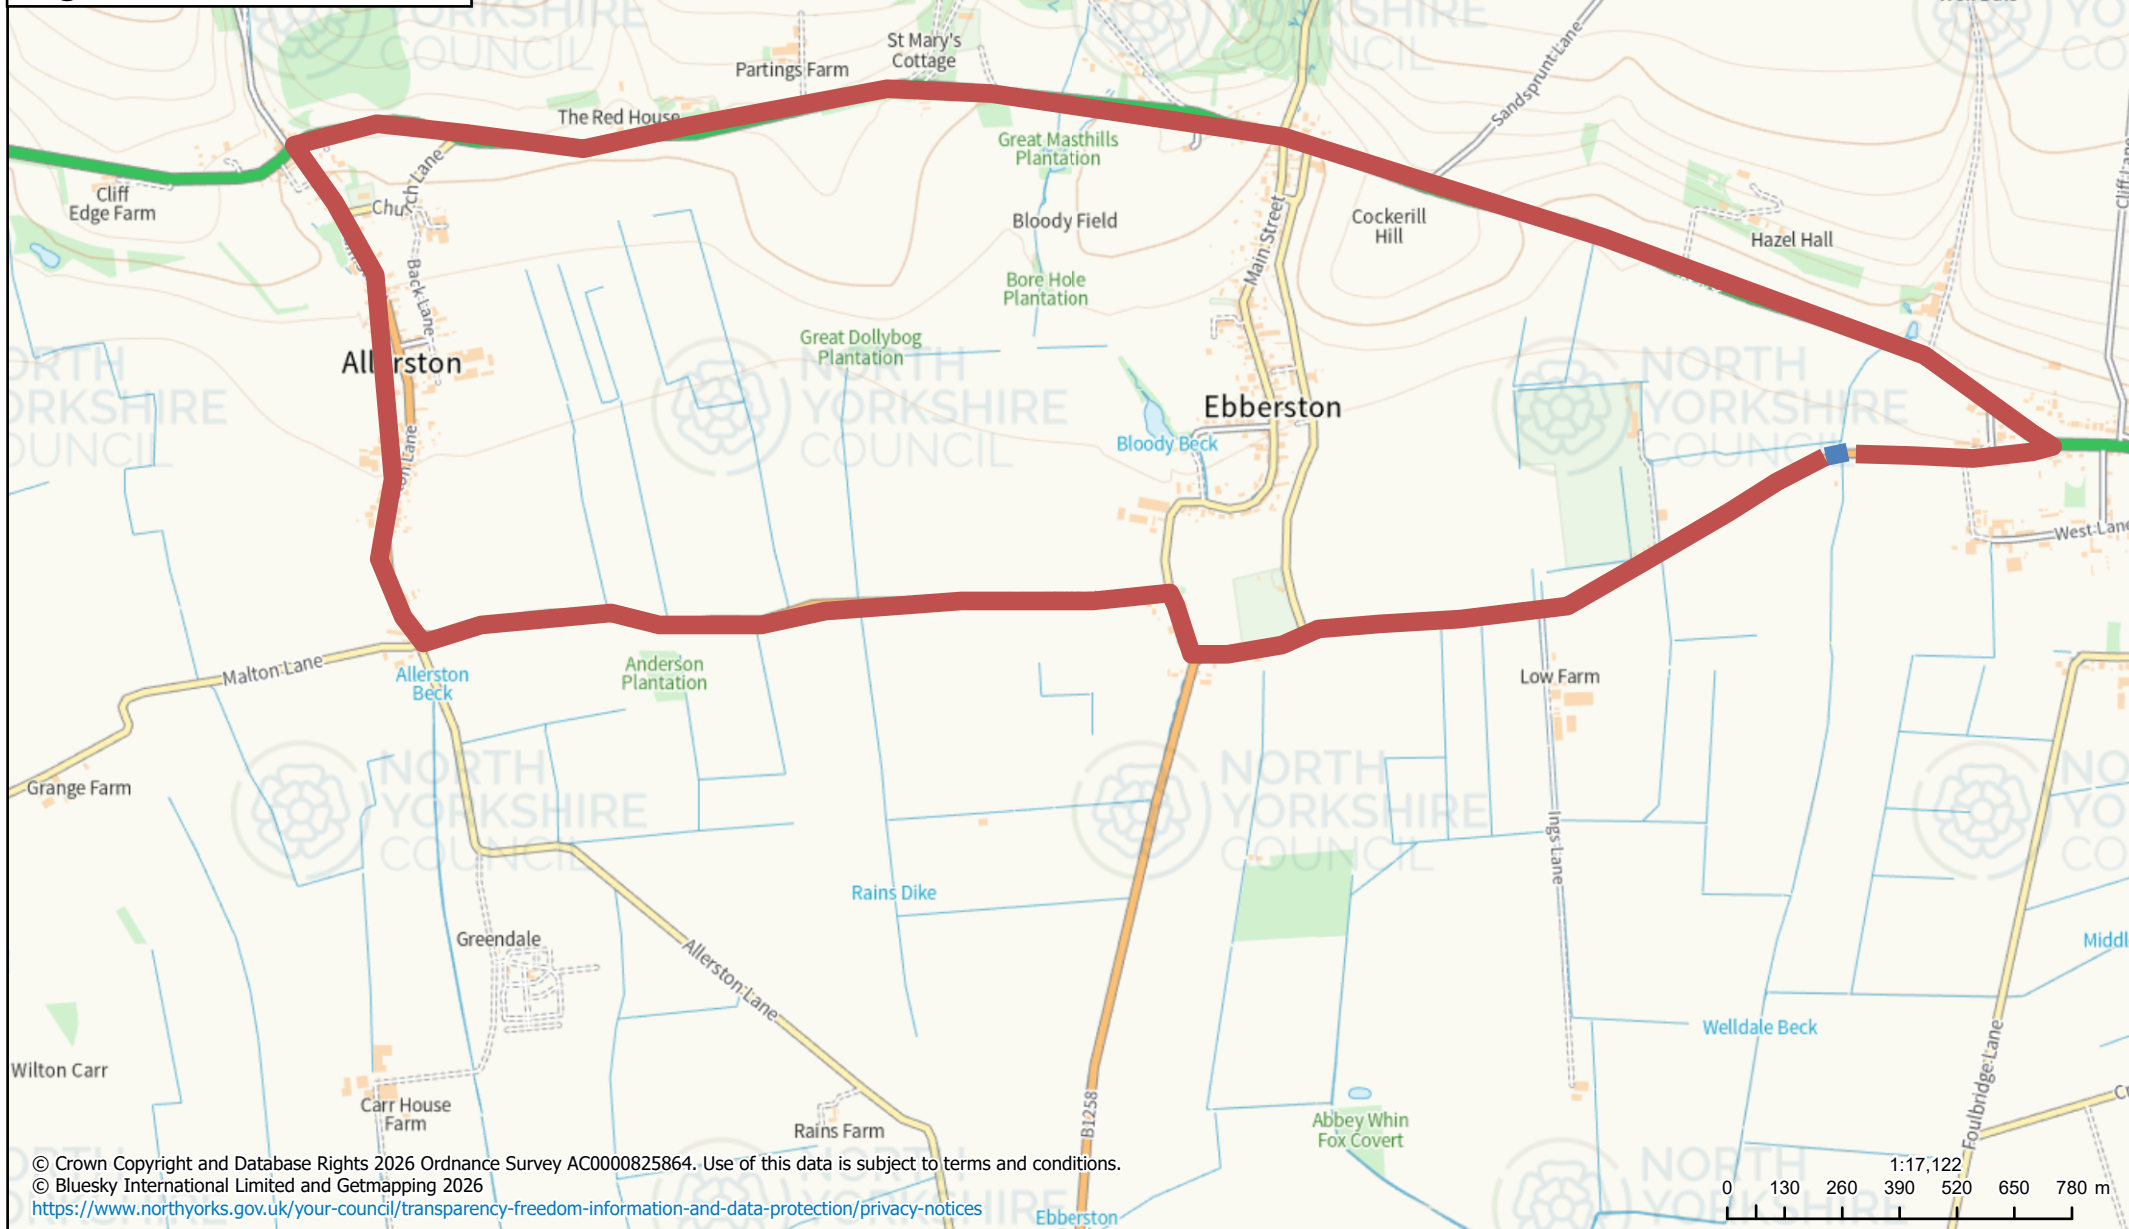 St Mary's
Cottage
Partings Farm
The Red House
Great Masthills
Plantation
Sandsprunt Lane
Cliff
Edge Farm
Church Lane
Bloody Field
Cockerill
Hill
Hazel Hall
Cliff Lane
Main Street
Back Lane
Bore Hole
Plantation
Great Dollybog
Plantation
Allerston
Ebberston
Bloody Beck
West Lane
Malton Lane
Allerston
Beck
Anderson
Plantation
Low Farm
Grange Farm
Ings Lane
Rains Dike
Greendale
Allerston Lane
Middl
Welldale Beck
Foulbridge Lane
Wilton Carr
Carr House
Farm
Rains Farm
B1258
Abbey Whin
Fox Covert
Ebberston
NORTH
YORKSHIRE
COUNCIL
© Crown Copyright and Database Rights 2026 Ordnance Survey AC0000825864. Use of this data is subject to terms and conditions.
© Bluesky International Limited and Getmapping 2026
https://www.northyorks.gov.uk/your-council/transparency-freedom-information-and-data-protection/privacy-notices
1:17,122
0 130 260 390 520 650 780 m